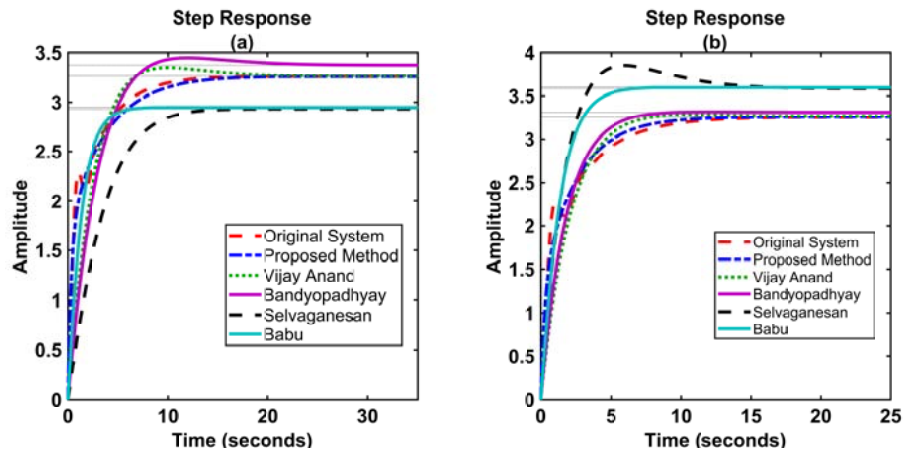 Step Response
(a)
3.5
3
2.5
2
1.5
1
0.5
0
Amplitude
Original System
Proposed Method
Vijay Anand
Bandyopadhyay
Selvaganesan
Babu
0 10 20 30
Time (seconds)
Step Response
(b)
4
3.5
3
2.5
2
1.5
1
0.5
0
Amplitude
Original System
Proposed Method
Vijay Anand
Bandyopadhyay
Selvaganesan
Babu
0 5 10 15 20 25
Time (seconds)